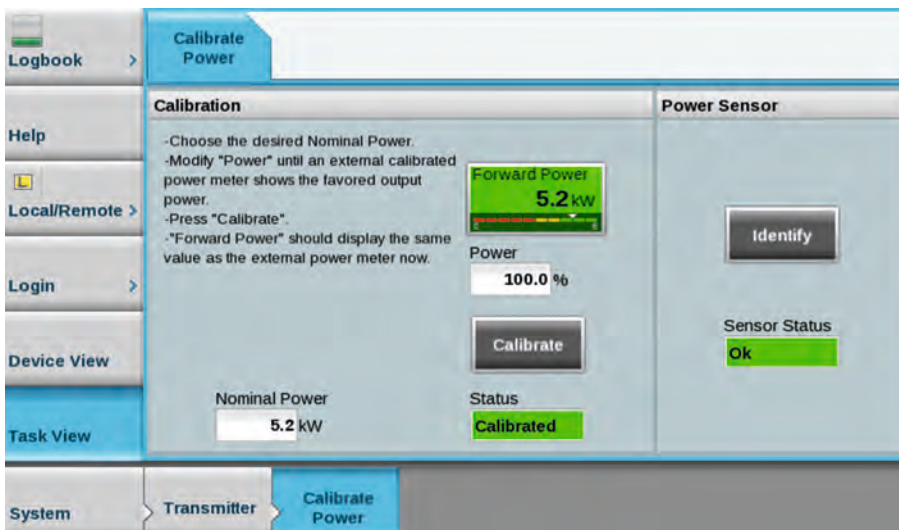 Logbook >
Help
L
Local/Remote >
Login >
Device View
Task View
Calibrate
Power
Calibration
-Choose the desired Nominal Power.
-Modify "Power" until an external calibrated
power meter shows the favored output
power.
-Press "Calibrate".
-"Forward Power" should display the same
value as the external power meter now.
Forward Power
5.2 kW
Power
100.0 %
Calibrate
Nominal Power
5.2 kW
Status
Calibrated
Power Sensor
Identify
Sensor Status
Ok
System
Transmitter
Calibrate
Power